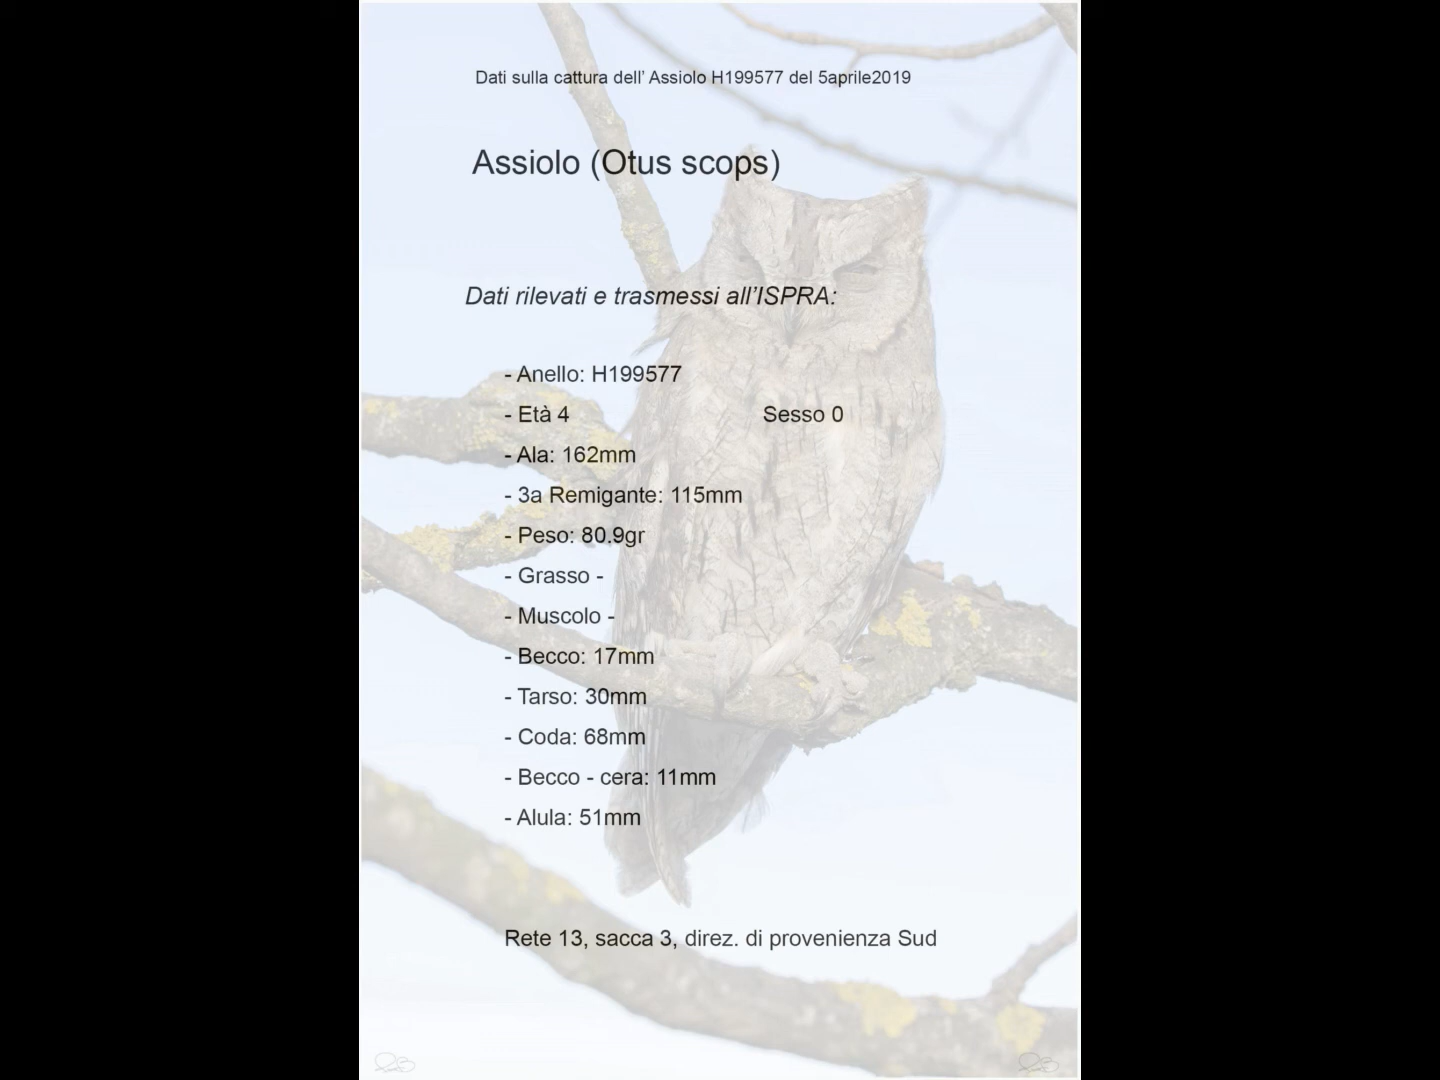 Dati sulla cattura dell’ Assiolo H199577 del 5aprile2019
Assiolo (Otus scops)
Dati rilevati e trasmessi all’ISPRA:
- Anello: H199577
- Età 4 Sesso 0
- Ala: 162mm
- 3a Remigante: 115mm
- Peso: 80.9gr
- Grasso -
- Muscolo -
- Becco: 17mm
- Tarso: 30mm
- Coda: 68mm
- Becco - cera: 11mm
- Alula: 51mm
Rete 13, sacca 3, direz. di provenienza Sud